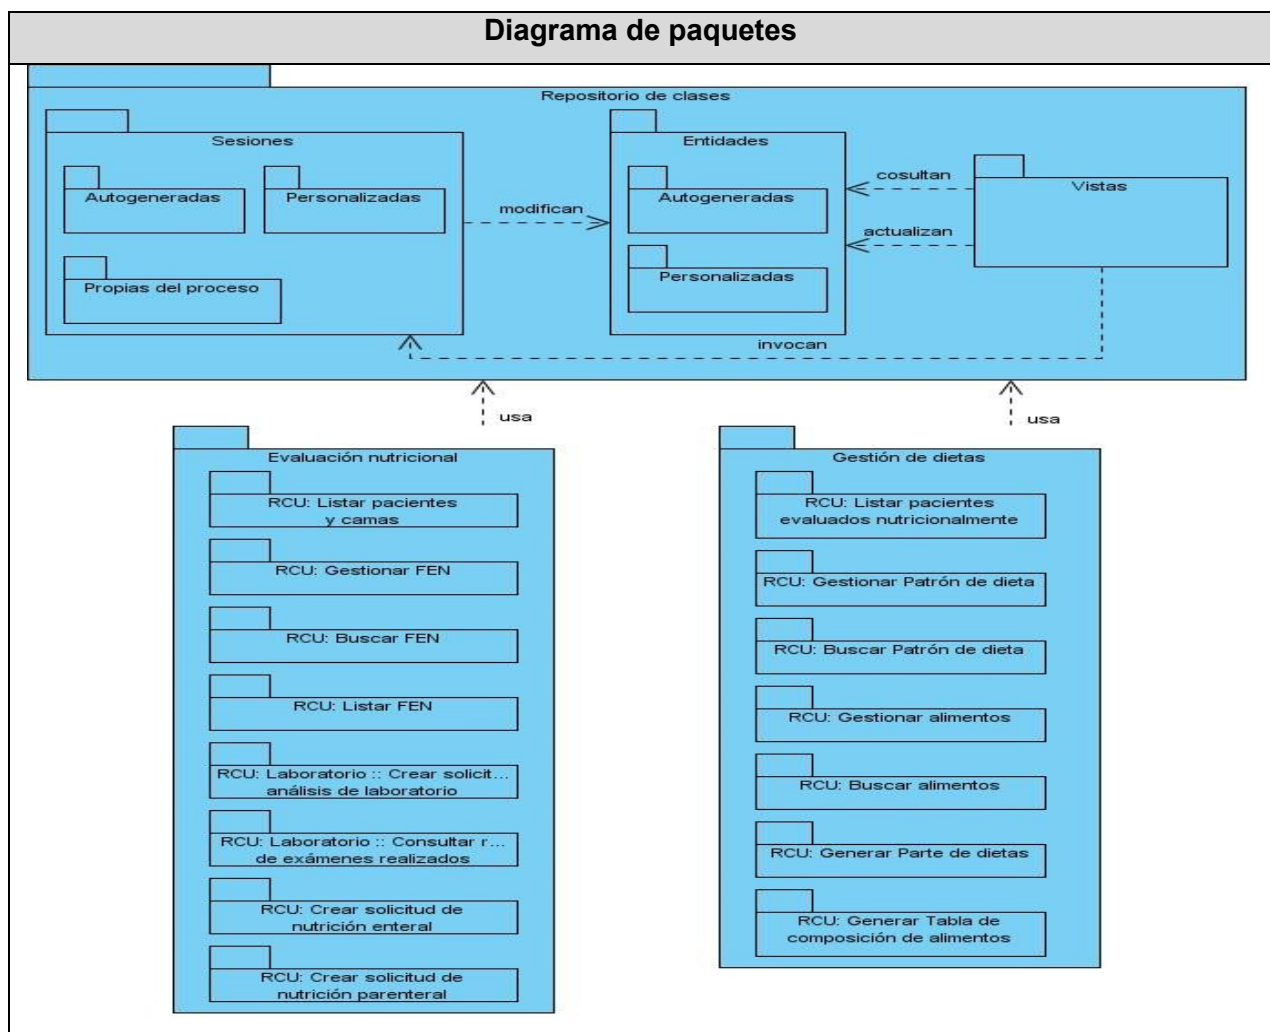 Diagrama de paquetes
Repositorio de clases
Sesiones
Autogeneradas
Personalizadas
Propias del proceso
modifican
Entidades
Autogeneradas
Personalizadas
cosultan
actualizan
Vistas
invocan
usa
usa
Evaluación nutricional
RCU: Listar pacientes
y camas
RCU: Gestionar FEN
RCU: Buscar FEN
RCU: Listar FEN
RCU: Laboratorio :: Crear solicit...
análisis de laboratorio
RCU: Laboratorio :: Consultar r...
de exámenes realizados
RCU: Crear solicitud de
nutrición enteral
RCU: Crear solicitud de
nutrición parenteral
Gestión de dietas
RCU: Listar pacientes
evaluados nutricionalmente
RCU: Gestionar Patrón de dieta
RCU: Buscar Patrón de dieta
RCU: Gestionar alimentos
RCU: Buscar alimentos
RCU: Generar Parte de dietas
RCU: Generar Tabla de
composición de alimentos